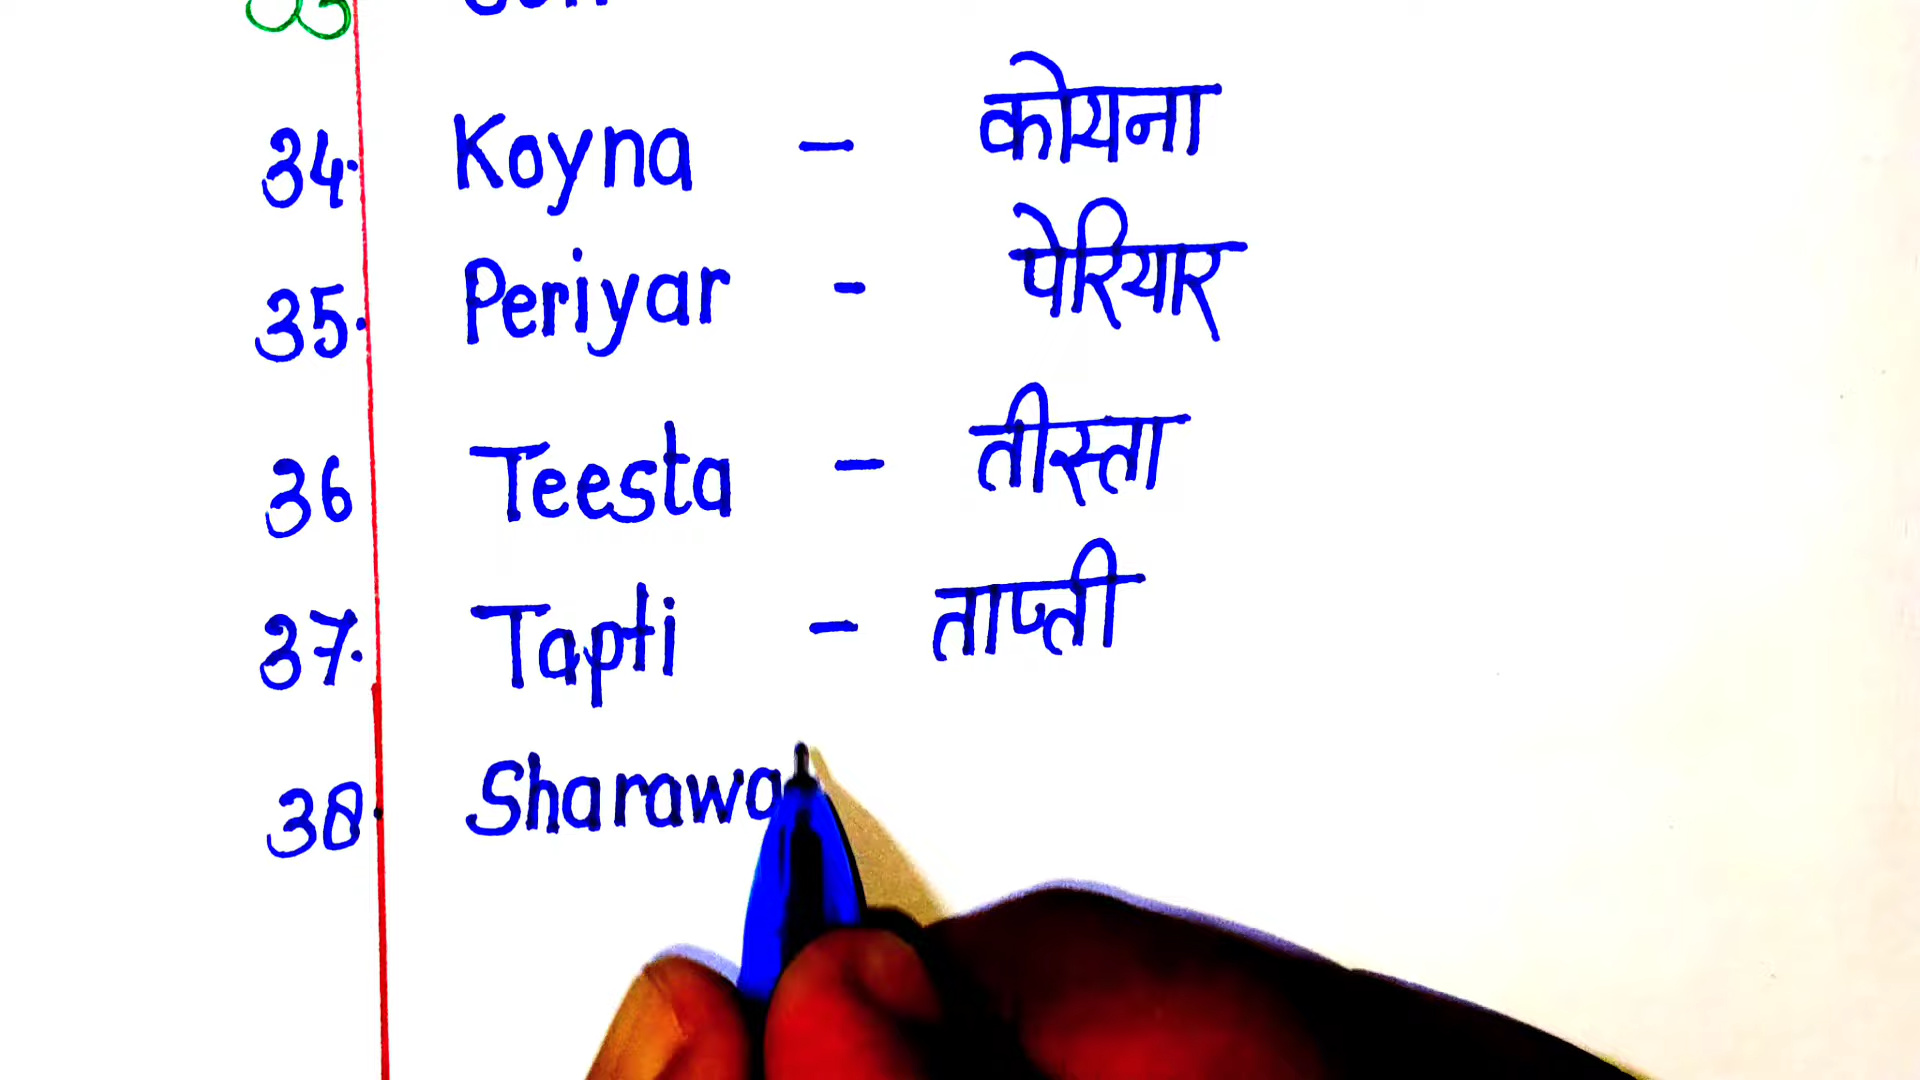 34. Koyna - कोयना
35. Periyar - पेरियार
36 Teesta - तीस्ता
37. Tapti - ताप्ती
38. Sharawa